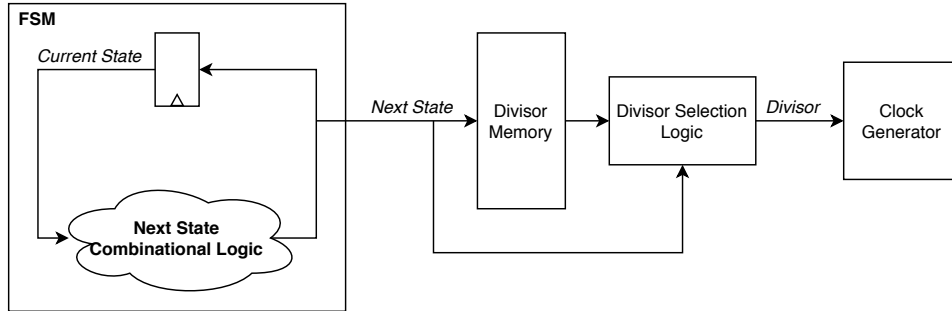 FSM
Current State
Next State
Combinational Logic
Next State
Divisor
Memory
Divisor Selection
Logic
Divisor
Clock
Generator